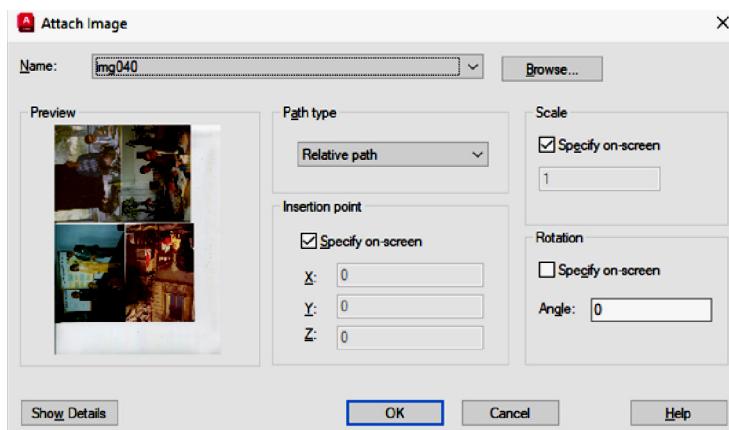 Attach Image
Name: img040 Browse...
Preview
Path type
Relative path
Insertion point
Specify on-screen
X: 0
Y: 0
Z: 0
Scale
Specify on-screen
1
Rotation
Specify on-screen
Angle: 0
Show Details OK Cancel Help